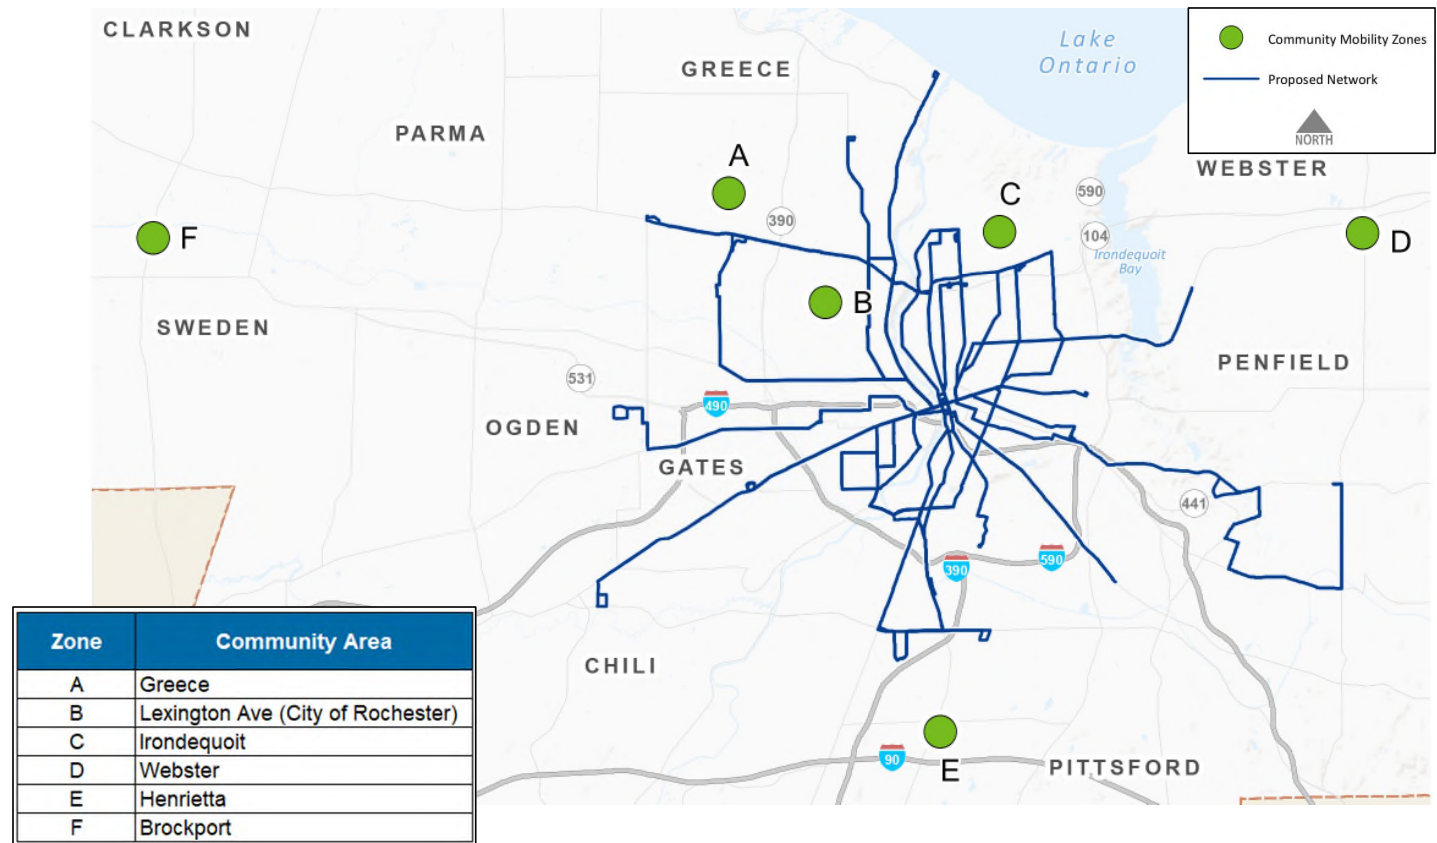 CLARKSON
Lake
Ontario
Community Mobility Zones
Proposed Network
NORTH
GREECE
PARMA
WEBSTER
A
C
590
390
104
F
D
Irondequoit
Bay
B
SWEDEN
PENFIELD
531
490
OGDEN
GATES
441
390
590
CHILI
90
E
PITTSFORD
Zone Community Area
A Greece
B Lexington Ave (City of Rochester)
C Irondequoit
D Webster
E Henrietta
F Brockport